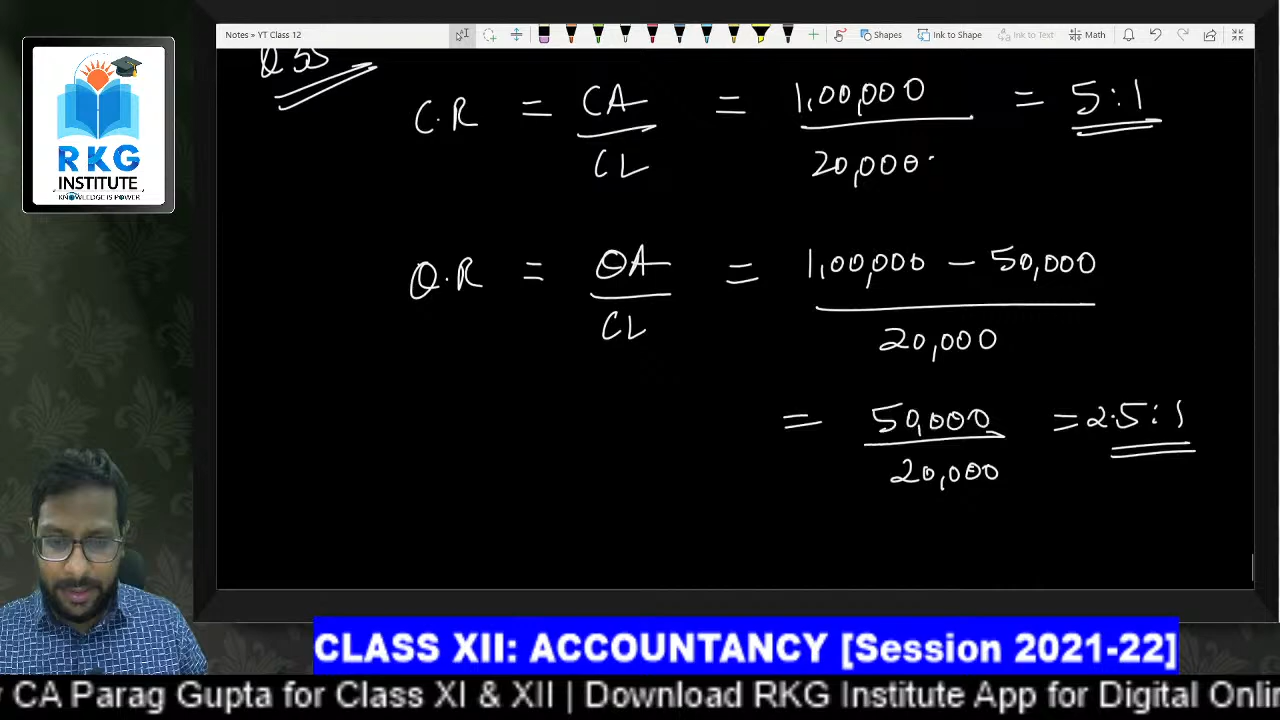 Notes » YT Class 12
Shapes
Ink to Shape
Ink to Text
Math
RKG
INSTITUTE
KNOWLEDGE IS POWER
C.R = CA / CL = 1,00,000 / 20,000 = 5:1
Q.R = QA / CL = 1,00,000 — 50,000 / 20,000
= 50,000 / 20,000 = 2.5:1
CLASS XII: ACCOUNTANCY [Session 2021-22]
CA Parag Gupta for Class XI & XII | Download RKG Institute App for Digital